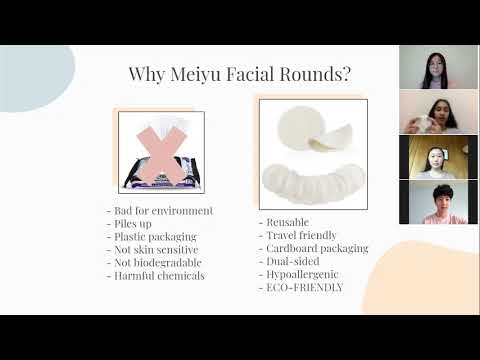 Why Meiyu Facial Rounds?
- Bad for environment
- Piles up
- Plastic packaging
- Not skin sensitive
- Not biodegradable
- Harmful chemicals
- Reusable
- Travel friendly
- Cardboard packaging
- Dual-sided
- Hypoallergenic
- ECO-FRIENDLY